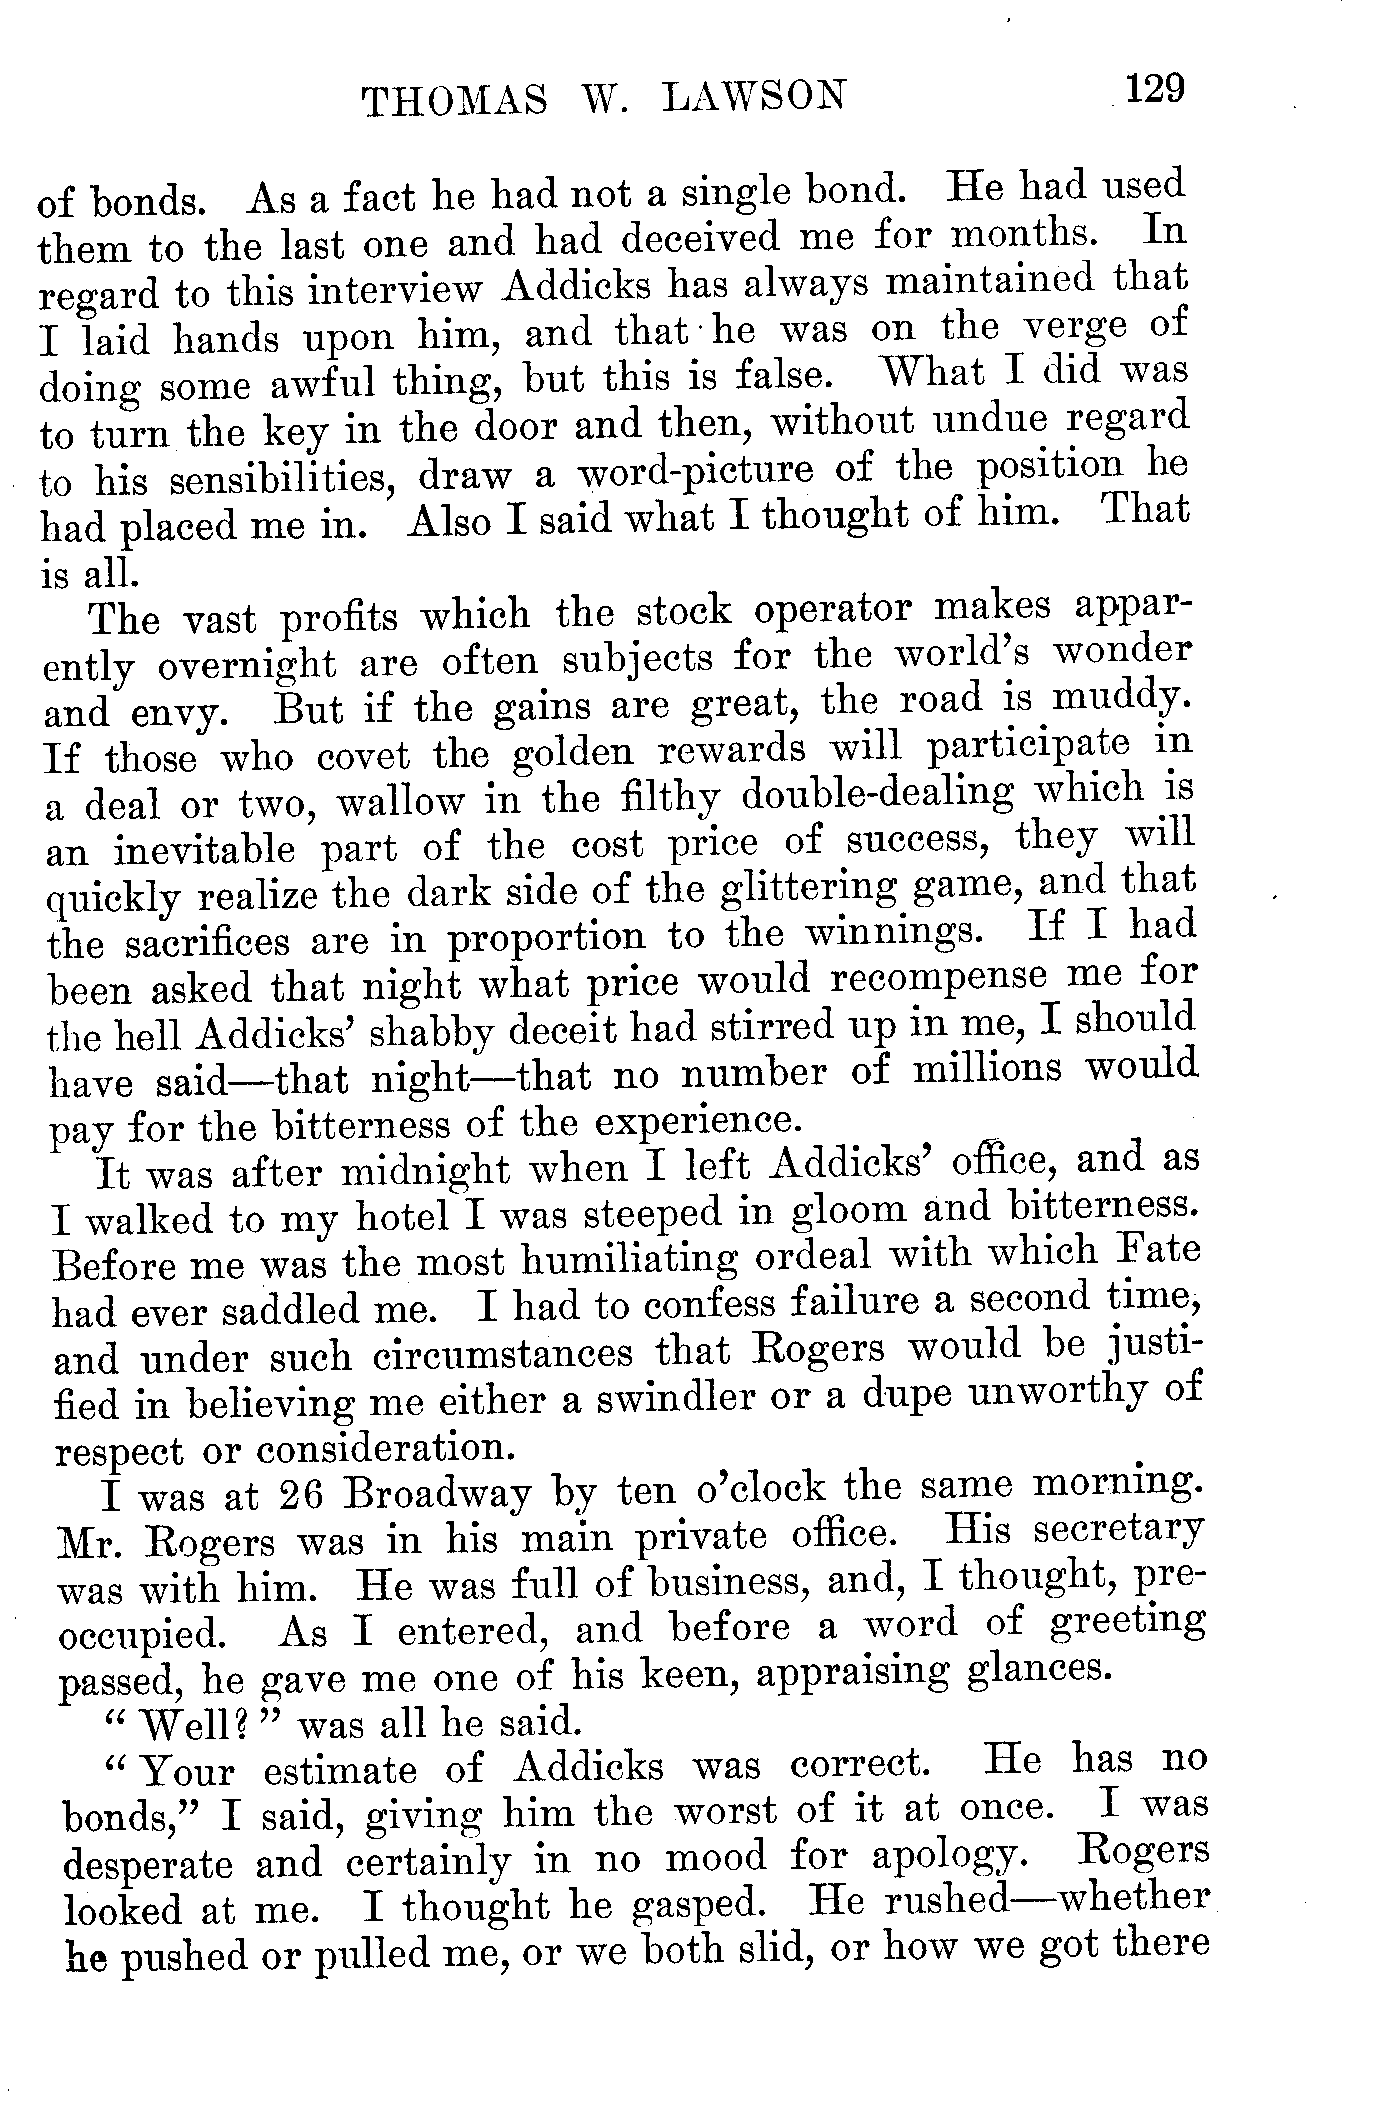 THOMAS W. LAWSON 129
of bonds. As a fact he had not a single bond. He had used
them to the last one and had deceived me for months. In
regard to this interview Addicks has always maintained that
I laid hands upon him, and that he was on the verge of
doing some awful thing, but this is false. What I did was
to turn the key in the door and then, without undue regard
to his sensibilities, draw a word-picture of the position he
had placed me in. Also I said what I thought of him. That
is all.
The vast profits which the stock operator makes appar-
ently overnight are often subjects for the world's wonder
and envy. But if the gains are great, the road is muddy.
If those who covet the golden rewards will participate in
a deal or two, wallow in the filthy double-dealing which is
an inevitable part of the cost price of success, they will
quickly realize the dark side of the glittering game, and that
the sacrifices are in proportion to the winnings. If I had
been asked that night what price would recompense me for
the hell Addicks' shabby deceit had stirred up in me, I should
have said—that night—that no number of millions would
pay for the bitterness of the experience.
It was after midnight when I left Addicks' office, and as
I walked to my hotel I was steeped in gloom and bitterness.
Before me was the most humiliating ordeal with which Fate
had ever saddled me. I had to confess failure a second time,
and under such circumstances that Rogers would be justi-
fied in believing me either a swindler or a dupe unworthy of
respect or consideration.
I was at 26 Broadway by ten o'clock the same morning.
Mr. Rogers was in his main private office. His secretary
was with him. He was full of business, and, I thought, pre-
occupied. As I entered, and before a word of greeting
passed, he gave me one of his keen, appraising glances.
"Well?" was all he said.
"Your estimate of Addicks was correct. He has no
bonds," I said, giving him the worst of it at once. I was
desperate and certainly in no mood for apology. Rogers
looked at me. I thought he gasped. He rushed—whether
he pushed or pulled me, or we both slid, or how we got there